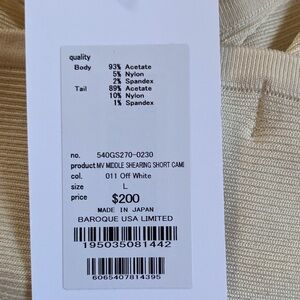 quality
Body 93% Acetate
5% Nylon
2% Spandex
Tail 89% Acetate
10% Nylon
1% Spandex
no. 540GS270-0230
product MV MIDDLE SHEARING SHORT CAMI
col. 011 Off White
size L
price $200
MADE IN JAPAN
BAROQUE USA LIMITED
195035081442
6065407814395